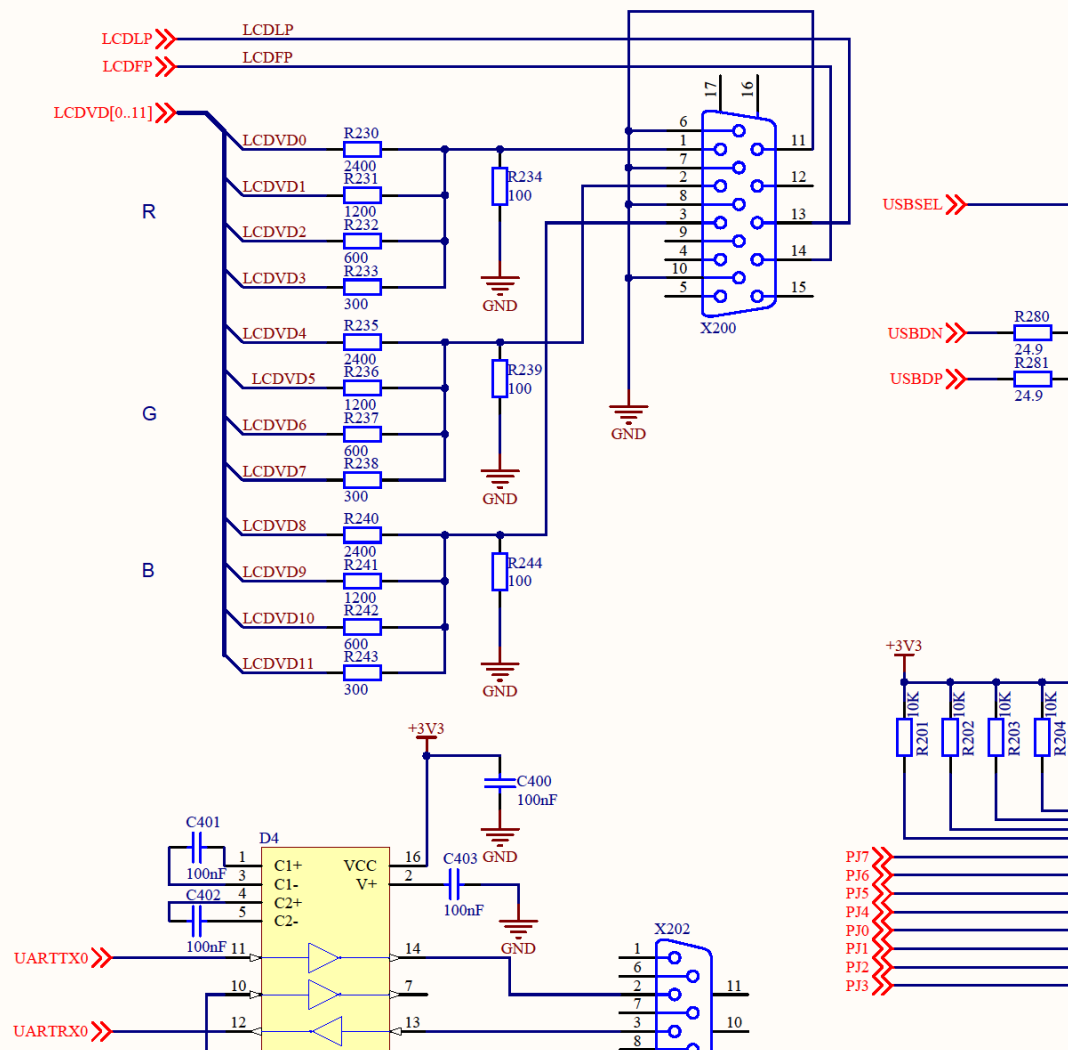 LCDLP
LCDLP
LCDFP
LCDFP
LCDVD[0..11]
17
16
R
LCDVD0
R230
2400
LCDVD1
R231
1200
LCDVD2
R232
600
LCDVD3
R233
300
R234
100
GND
6
1
7
2
8
3
9
4
10
5
11
12
13
14
15
X200
GND
USBSEL
USBDN
R280
24.9
USBDP
R281
24.9
G
LCDVD4
R235
2400
LCDVD5
R236
1200
LCDVD6
R237
600
LCDVD7
R238
300
R239
100
GND
B
LCDVD8
R240
2400
LCDVD9
R241
1200
LCDVD10
R242
600
LCDVD11
R243
300
R244
100
GND
+3V3
10K
R201
10K
R202
10K
R203
10K
R204
PJ7
PJ6
PJ5
PJ4
PJ0
PJ1
PJ2
PJ3
+3V3
C400
100nF
GND
C401
100nF
C402
100nF
D4
1
3
4
5
C1+
C1-
C2+
C2-
VCC
V+
16
2
C403
100nF
GND
UARTTX0
11
14
10
7
UARTRX0
12
13
X202
1
6
2
7
3
8
11
10